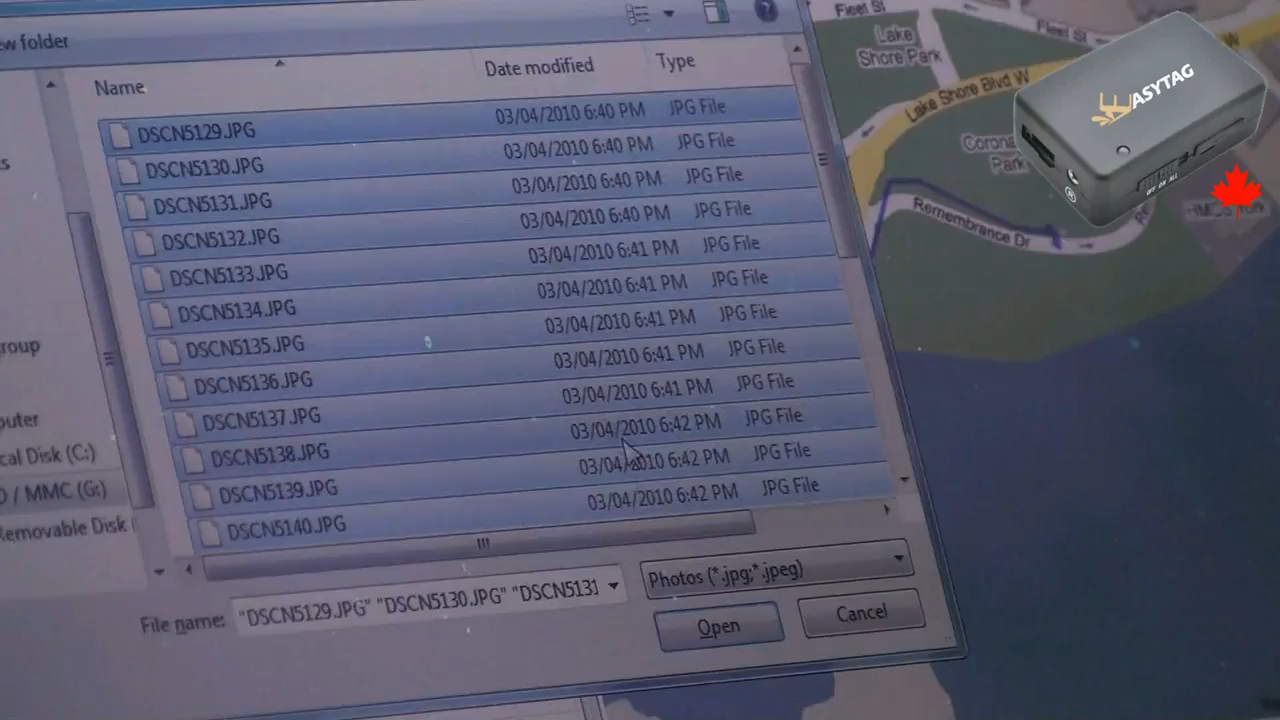 Fleet St
Fleet St
Lake
Shore Park
Lake Shore Blvd W
W
ASYTAG
OFF ON ALL
Park
Remembrance Dr
ew folder
Name
Date modified
Type
DSCN5129.JPG
03/04/2010 6:40 PM
JPG File
DSCN5130.JPG
03/04/2010 6:40 PM
JPG File
DSCN5131.JPG
03/04/2010 6:40 PM
JPG File
DSCN5132.JPG
03/04/2010 6:40 PM
JPG File
DSCN5133.JPG
03/04/2010 6:41 PM
JPG File
DSCN5134.JPG
03/04/2010 6:41 PM
JPG File
DSCN5135.JPG
03/04/2010 6:41 PM
JPG File
DSCN5136.JPG
03/04/2010 6:41 PM
JPG File
DSCN5137.JPG
03/04/2010 6:41 PM
JPG File
DSCN5138.JPG
03/04/2010 6:42 PM
JPG File
DSCN5139.JPG
03/04/2010 6:42 PM
JPG File
DSCN5140.JPG
03/04/2010 6:42 PM
JPG File
roup
puter
cal Disk (C:)
D / MMC (G:)
Removable Disk (
File name:
"DSCN5129.JPG" "DSCN5130.JPG" "DSCN5131
Photos (*.jpg;*.jpeg)
Open
Cancel